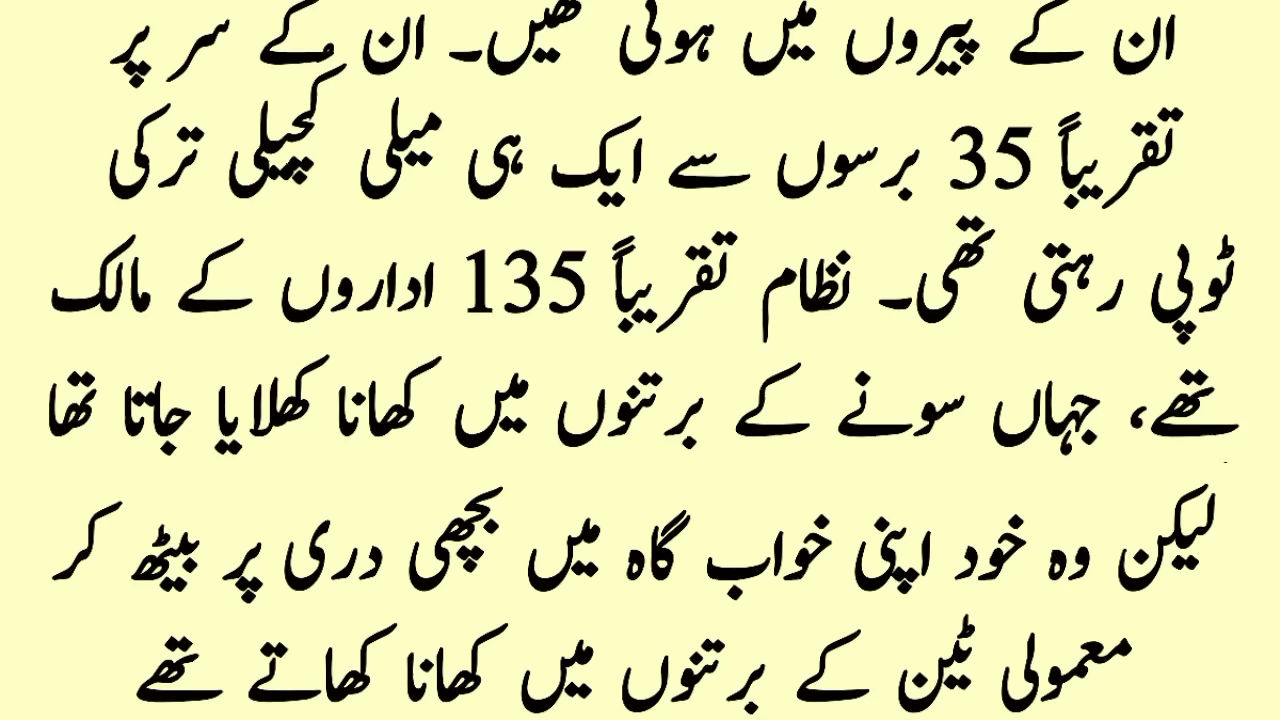 ان کے پیروں میں ہوتی تھیں۔ ان کے سر پر
تقریباً 35 برسوں سے ایک ہی میلی کچیلی ترکی
ٹوپی رہتی تھی۔ نظام تقریباً 135 اداروں کے مالک
تھے، جہاں سونے کے برتنوں میں کھانا کھلایا جاتا تھا
لیکن وہ خود اپنی خواب گاہ میں بچھی دری پر بیٹھ کر
معمولی ٹین کے برتنوں میں کھانا کھاتے تھے